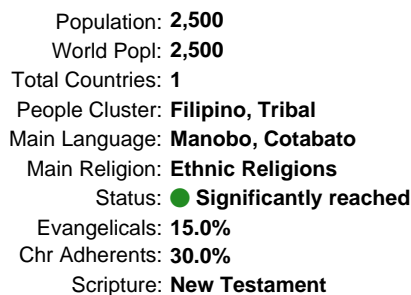 Population: 2,500
World Popl: 2,500
Total Countries: 1
People Cluster: Filipino, Tribal
Main Language: Manobo, Cotabato
Main Religion: Ethnic Religions
Status: Significantly reached
Evangelicals: 15.0%
Chr Adherents: 30.0%
Scripture: New Testament